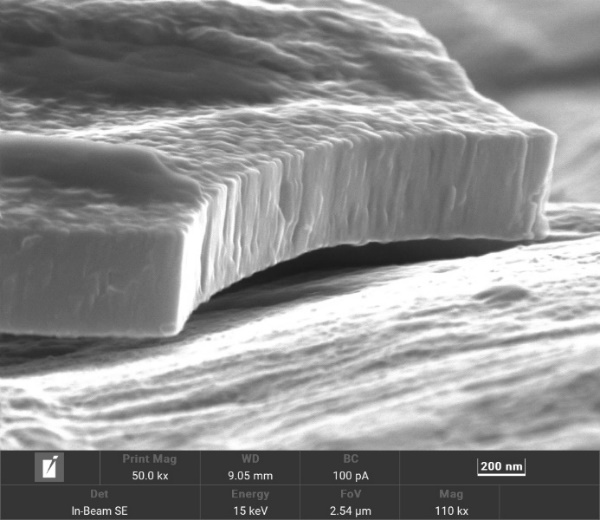 Print Mag WD BC
50.0 kx 9.05 mm 100 pA 200 nm
Det Energy FoV Mag
In-Beam SE 15 keV 2.54 µm 110 kx